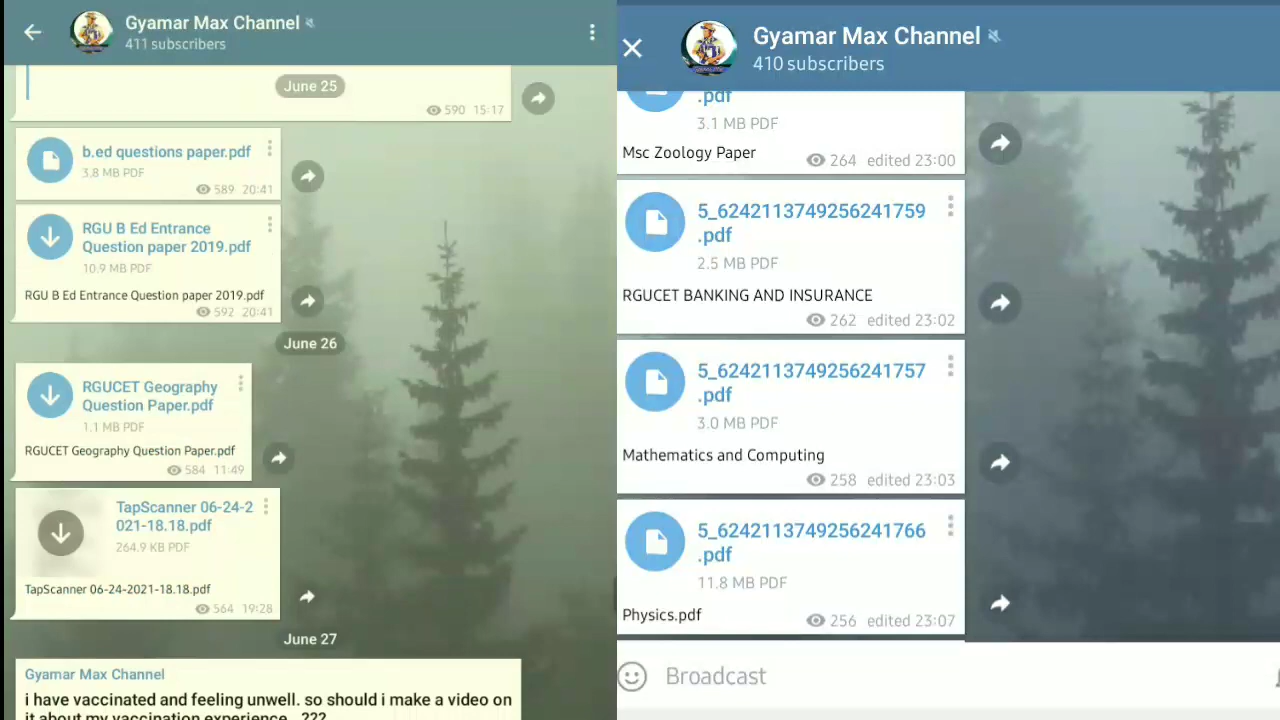 Gyamar Max Channel
411 subscribers
June 25
590 15:17
b.ed questions paper.pdf
3.8 MB PDF
589 20:41
RGU B Ed Entrance
Question paper 2019.pdf
10.9 MB PDF
RGU B Ed Entrance Question paper 2019.pdf
592 20:41
June 26
RGUCET Geography
Question Paper.pdf
1.1 MB PDF
RGUCET Geography Question Paper.pdf
584 11:49
TapScanner 06-24-2
021-18.18.pdf
264.9 KB PDF
TapScanner 06-24-2021-18.18.pdf
564 19:28
June 27
Gyamar Max Channel
i have vaccinated and feeling unwell. so should i make a video on
it about my vaccination experience...???
Gyamar Max Channel
410 subscribers
.pdf
3.1 MB PDF
Msc Zoology Paper
264 edited 23:00
5_6242113749256241759
.pdf
2.5 MB PDF
RGUCET BANKING AND INSURANCE
262 edited 23:02
5_6242113749256241757
.pdf
3.0 MB PDF
Mathematics and Computing
258 edited 23:03
5_6242113749256241766
.pdf
11.8 MB PDF
Physics.pdf
256 edited 23:07
Broadcast